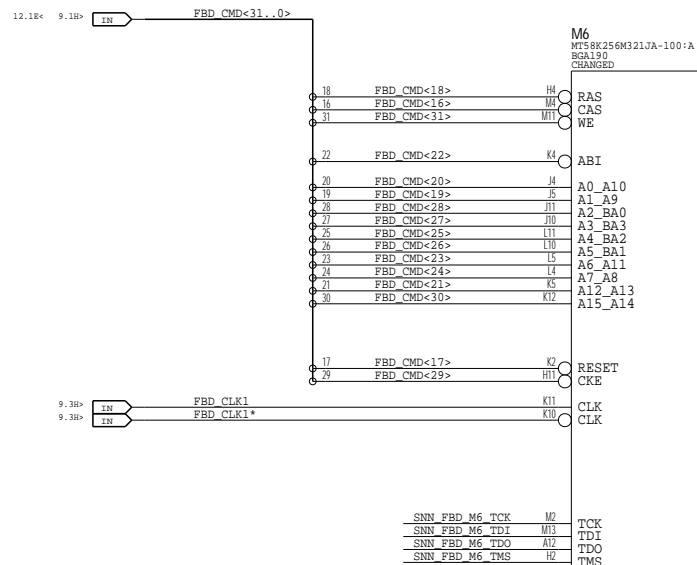 12.1E< 9.1H> IN FBD_CMD<31..0>
M6
MT58K256M321JA-100:A
BGA190
CHANGED
18 FBD_CMD<18> H4 RAS
16 FBD_CMD<16> M4 CAS
31 FBD_CMD<31> M11 WE
22 FBD_CMD<22> K4 ABI
20 FBD_CMD<20> J4 A0_A10
19 FBD_CMD<19> J5 A1_A9
28 FBD_CMD<28> J11 A2_BA0
27 FBD_CMD<27> J10 A3_BA3
25 FBD_CMD<25> L11 A4_BA2
26 FBD_CMD<26> L10 A5_BA1
23 FBD_CMD<23> L5 A6_A11
24 FBD_CMD<24> L4 A7_A8
21 FBD_CMD<21> K5 A12_A13
30 FBD_CMD<30> K12 A15_A14
17 FBD_CMD<17> K2 RESET
29 FBD_CMD<29> H11 CKE
9.3H> IN FBD_CLK1 K11 CLK
9.3H> IN FBD_CLK1* K10 CLK
SNN_FBD_M6_TCK M2 TCK
SNN_FBD_M6_TDI M13 TDI
SNN_FBD_M6_TDO A12 TDO
SNN_FBD_M6_TMS H2 TMS